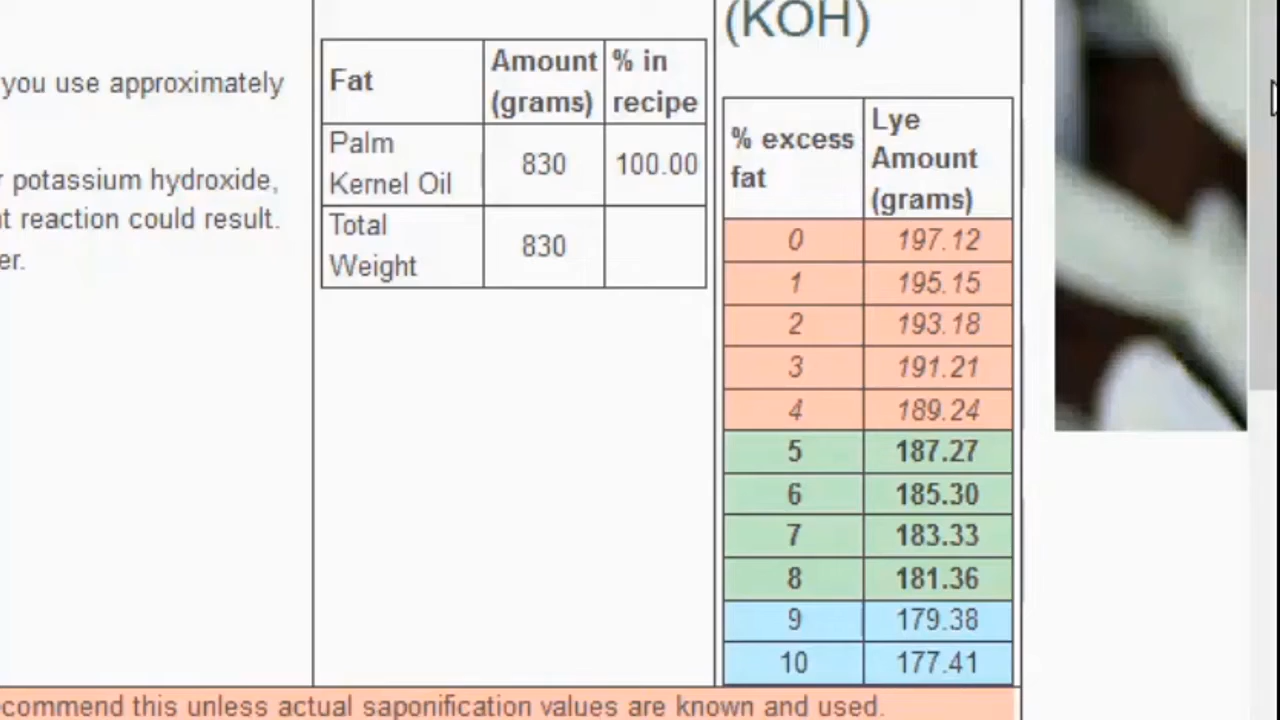 you use approximately
potassium hydroxide,
reaction could result.
(KOH)
Fat Amount (grams) % in recipe
Palm Kernel Oil 830 100.00
Total Weight 830
% excess fat Lye Amount (grams)
0 197.12
1 195.15
2 193.18
3 191.21
4 189.24
5 187.27
6 185.30
7 183.33
8 181.36
9 179.38
10 177.41
this unless actual saponification values are known and used.